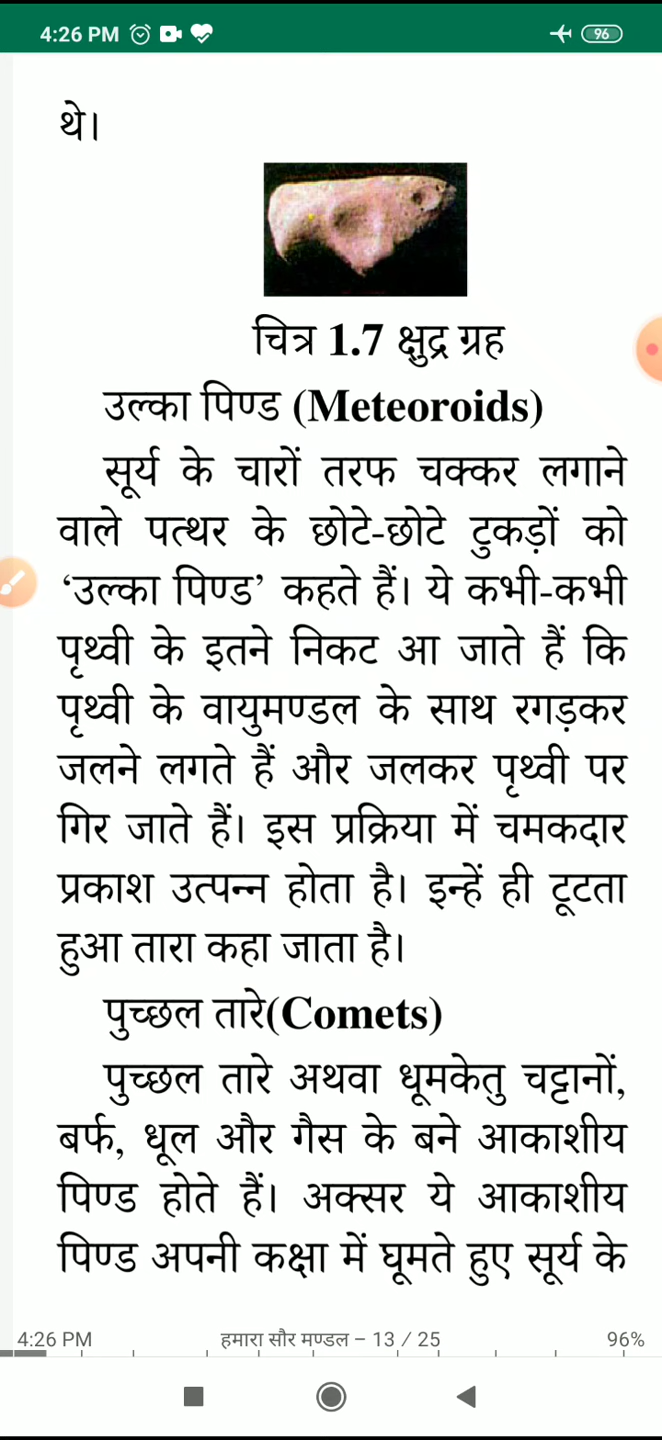 4:26 PM
96
थे।
चित्र 1.7 क्षुद्र ग्रह
उल्का पिण्ड (Meteoroids)
सूर्य के चारों तरफ चक्कर लगाने
वाले पत्थर के छोटे-छोटे टुकड़ों को
‘उल्का पिण्ड’ कहते हैं। ये कभी-कभी
पृथ्वी के इतने निकट आ जाते हैं कि
पृथ्वी के वायुमण्डल के साथ रगड़कर
जलने लगते हैं और जलकर पृथ्वी पर
गिर जाते हैं। इस प्रक्रिया में चमकदार
प्रकाश उत्पन्न होता है। इन्हें ही टूटता
हुआ तारा कहा जाता है।
पुच्छल तारे(Comets)
पुच्छल तारे अथवा धूमकेतु चट्टानों,
बर्फ, धूल और गैस के बने आकाशीय
पिण्ड होते हैं। अक्सर ये आकाशीय
पिण्ड अपनी कक्षा में घूमते हुए सूर्य के
4:26 PM हमारा सौर मण्डल – 13 / 25 96%